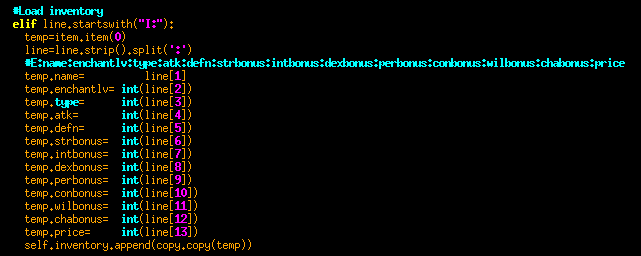 #Load inventory
elif line.startswith("I:"):
temp=item.item(0)
line=line.strip().split(':')
#E:name:enchantlv:type:atk:defn:strbonus:intbonus:dexbonus:perbonus:conbonus:wilbonus:chabonus:price
temp.name= line[1]
temp.enchantlv= int(line[2])
temp.type= int(line[3])
temp.atk= int(line[4])
temp.defn= int(line[5])
temp.strbonus= int(line[6])
temp.intbonus= int(line[7])
temp.dexbonus= int(line[8])
temp.perbonus= int(line[9])
temp.conbonus= int(line[10])
temp.wilbonus= int(line[11])
temp.chabonus= int(line[12])
temp.price= int(line[13])
self.inventory.append(copy.copy(temp))